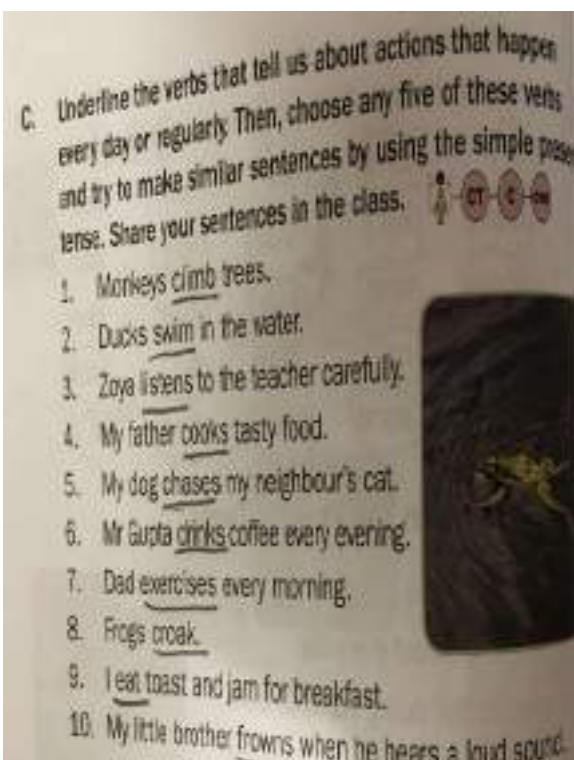 C. Underline the verbs that tell us about actions that happen
every day or regularly. Then, choose any five of these verbs
and try to make similar sentences by using the simple prese
tense. Share your sentences in the class. CT C
1. Monkeys climb trees.
2. Ducks swim in the water.
3. Zoya listens to the teacher carefully.
4. My father cooks tasty food.
5. My dog chases my neighbour's cat.
6. Mr Gupta drinks coffee every evening.
7. Dad exercises every morning.
8. Frogs croak.
9. I eat toast and jam for breakfast.
10. My little brother frowns when he hears a loud sound.